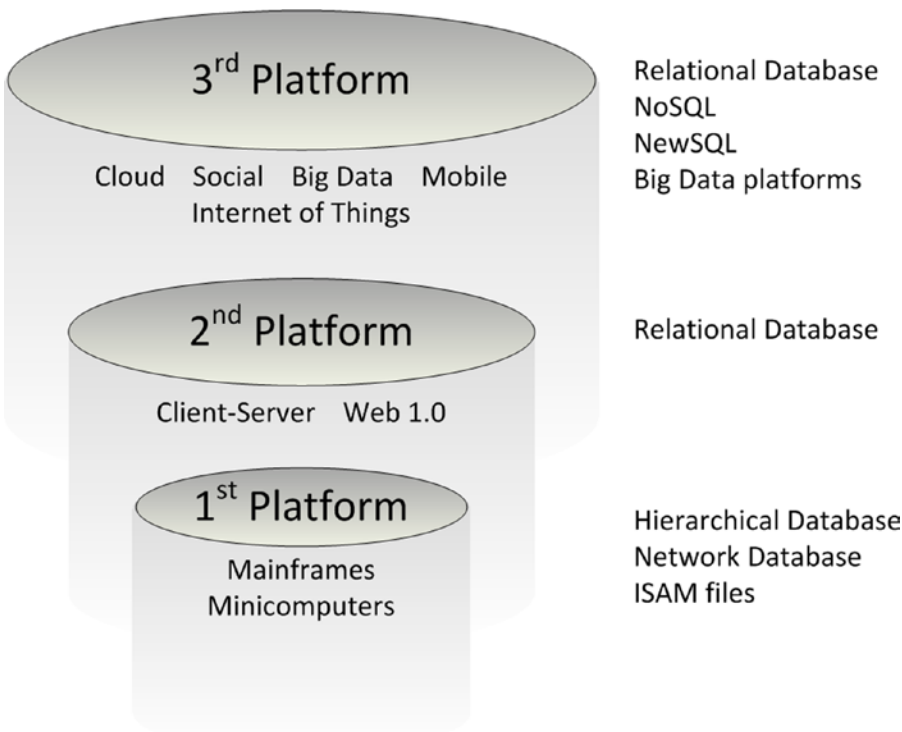 3rd Platform
Cloud Social Big Data Mobile
Internet of Things
Relational Database
NoSQL
NewSQL
Big Data platforms
2nd Platform
Client-Server Web 1.0
Relational Database
1st Platform
Mainframes
Minicomputers
Hierarchical Database
Network Database
ISAM files